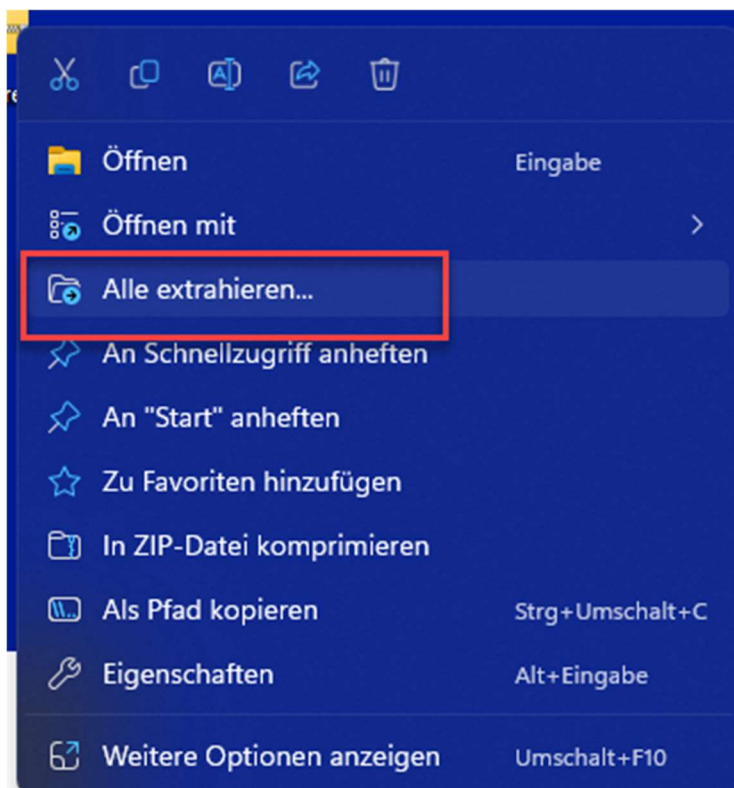 Öffnen Eingabe
Öffnen mit
Alle extrahieren...
An Schnellzugriff anheften
An "Start" anheften
Zu Favoriten hinzufügen
In ZIP-Datei komprimieren
Als Pfad kopieren Strg+Umschalt+C
Eigenschaften Alt+Eingabe
Weitere Optionen anzeigen Umschalt+F10